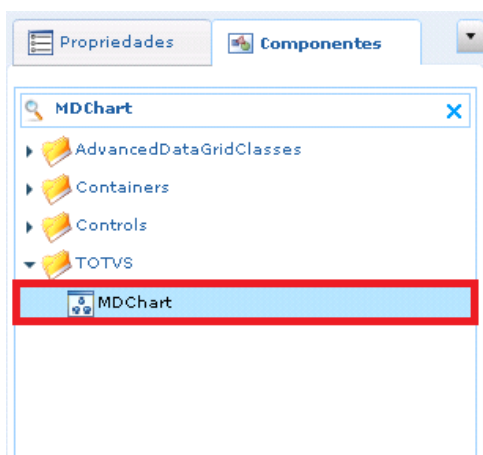 Propriedades Componentes
MDChart
AdvancedDataGridClasses
Containers
Controls
TOTVS
MDChart